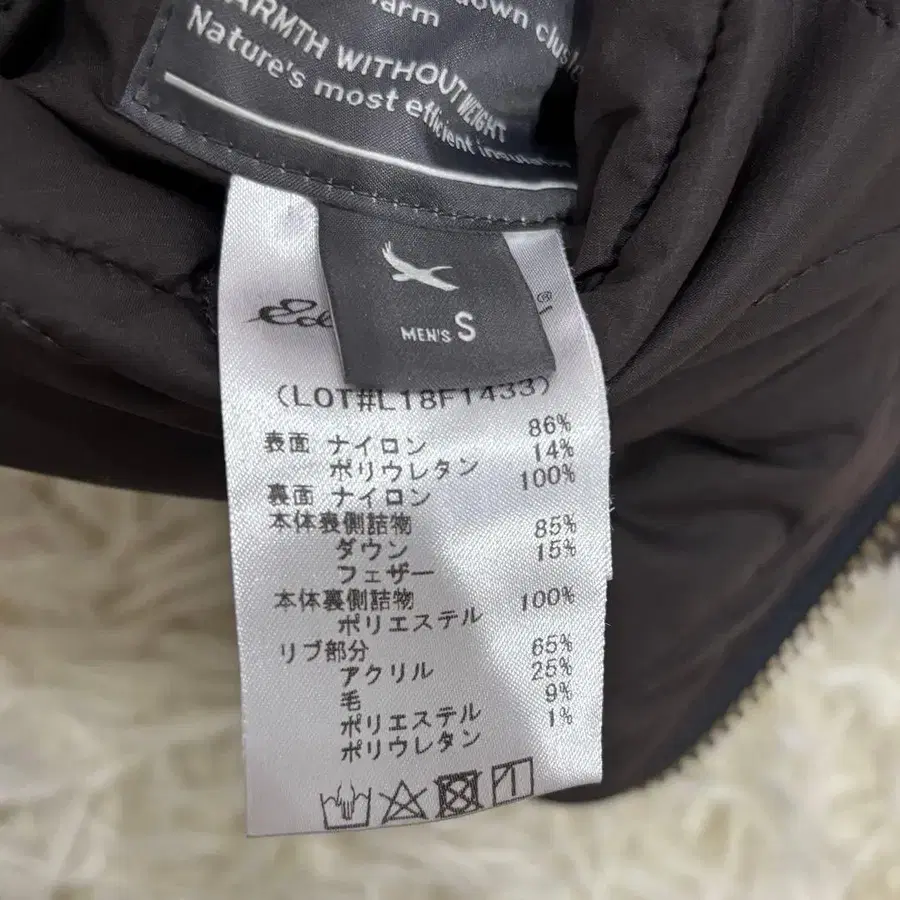 down cluste
arm
WARMTH WITHOUT WEIGHT
Nature's most efficient insulator
MEN'S S
®
(LOT#L18F1433)
表面 ナイロン 86%
ポリウレタン 14%
裏面 ナイロン 100%
本体表側詰物
ダウン 85%
フェザー 15%
本体裏側詰物
ポリエステル 100%
リブ部分
アクリル 65%
毛 25%
ポリエステル 9%
ポリウレタン 1%